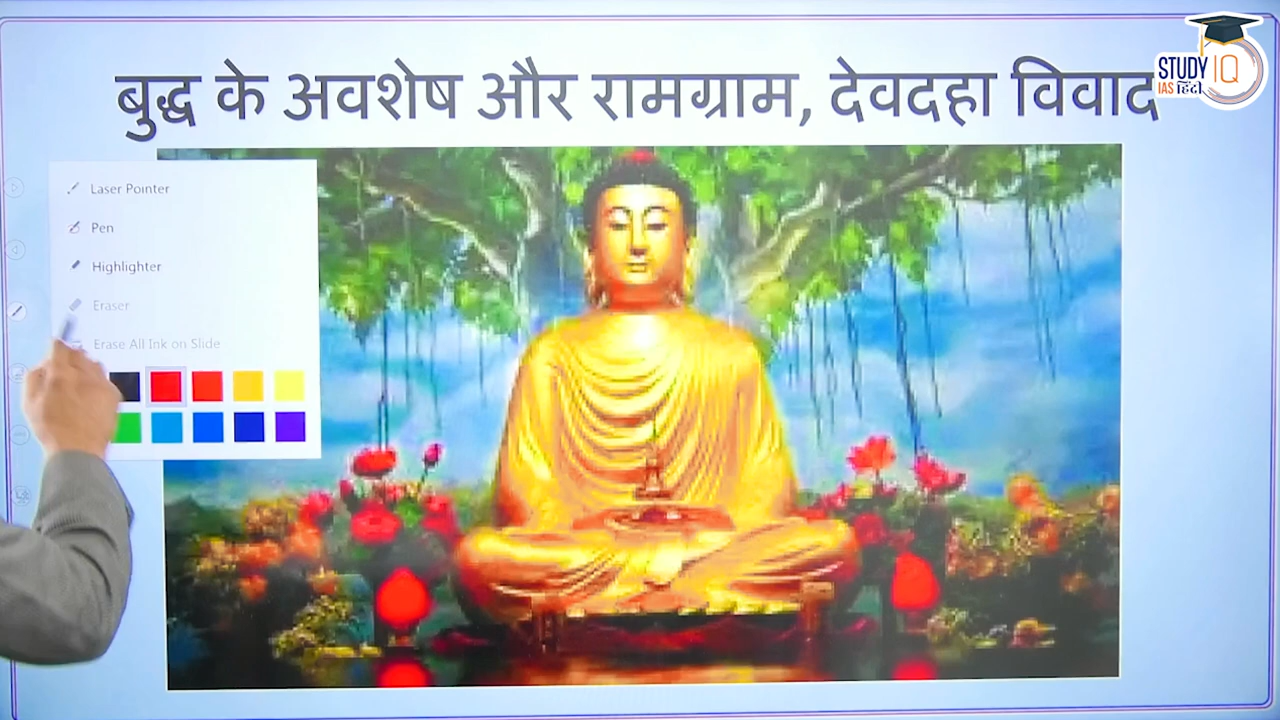 बुद्ध के अवशेष और रामग्राम, देवदहा विवाद
STUDY IQ
IAS हिंदी
Laser Pointer
Pen
Highlighter
Eraser
Erase All Ink on Slide